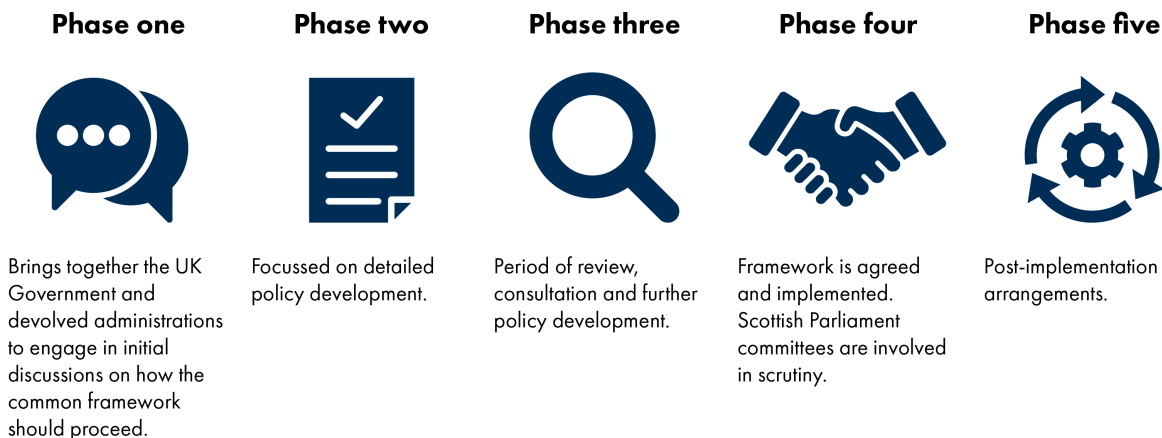 Phase one
Brings together the UK
Government and
devolved administrations
to engage in initial
discussions on how the
common framework
should proceed.
Phase two
Focussed on detailed
policy development.
Phase three
Period of review,
consultation and further
policy development.
Phase four
Framework is agreed
and implemented.
Scottish Parliament
committees are involved
in scrutiny.
Phase five
Post-implementation
arrangements.